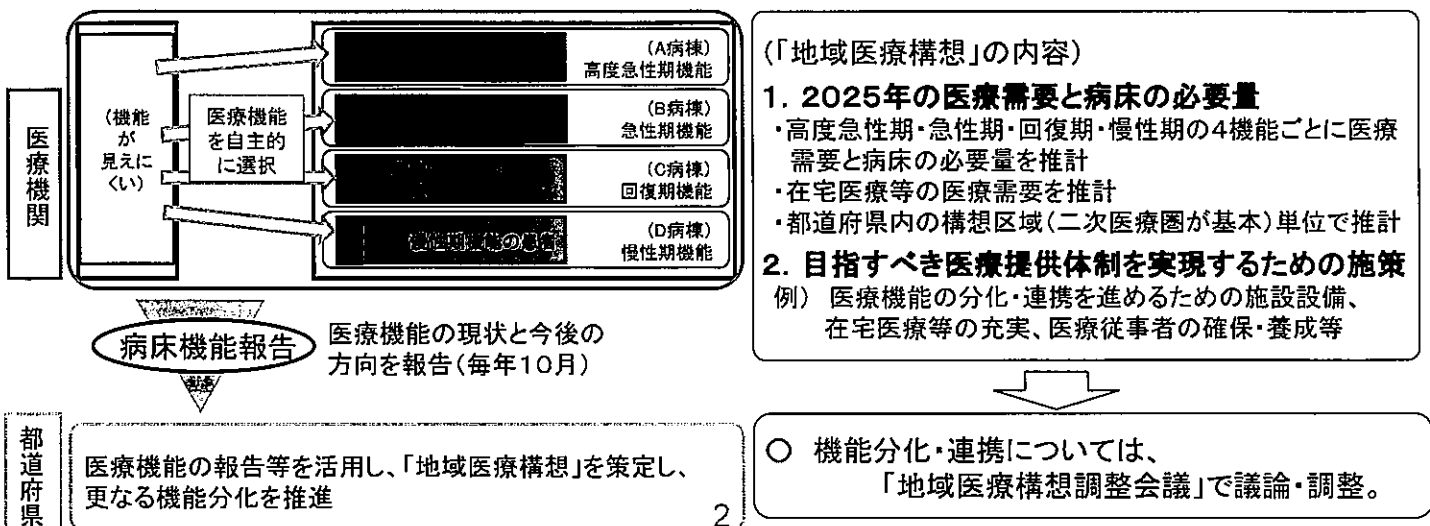 医療機関
(機能
が
見えに
くい)
医療機能
を自主的
に選択
(A病棟)
高度急性期機能
(B病棟)
急性期機能
(C病棟)
回復期機能
(D病棟)
慢性期機能
病床機能報告
医療機能の現状と今後の
方向を報告(毎年10月)
都道府県
医療機能の報告等を活用し、「地域医療構想」を策定し、
更なる機能分化を推進
2
(「地域医療構想」の内容)
1. 2025年の医療需要と病床の必要量
・高度急性期・急性期・回復期・慢性期の4機能ごとに医療
需要と病床の必要量を推計
・在宅医療等の医療需要を推計
・都道府県内の構想区域(二次医療圏が基本)単位で推計
2. 目指すべき医療提供体制を実現するための施策
例) 医療機能の分化・連携を進めるための施設設備、
在宅医療等の充実、医療従事者の確保・養成等
○ 機能分化・連携については、
「地域医療構想調整会議」で議論・調整。